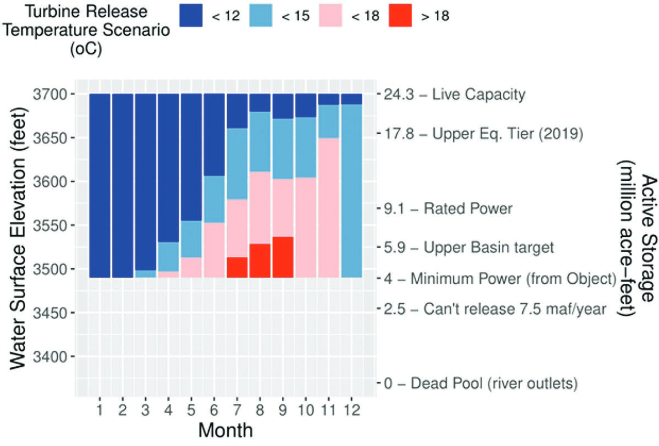 Turbine Release
Temperature Scenario
(oC)
< 12
< 15
< 18
> 18
Water Surface Elevation (feet)
3700
3650
3600
3550
3500
3450
3400
24.3 – Live Capacity
17.8 – Upper Eq. Tier (2019)
9.1 – Rated Power
5.9 – Upper Basin target
4 – Minimum Power (from Object)
2.5 – Can't release 7.5 maf/year
0 – Dead Pool (river outlets)
Active Storage
(million acre–feet)
1 2 3 4 5 6 7 8 9 10 11 12
Month